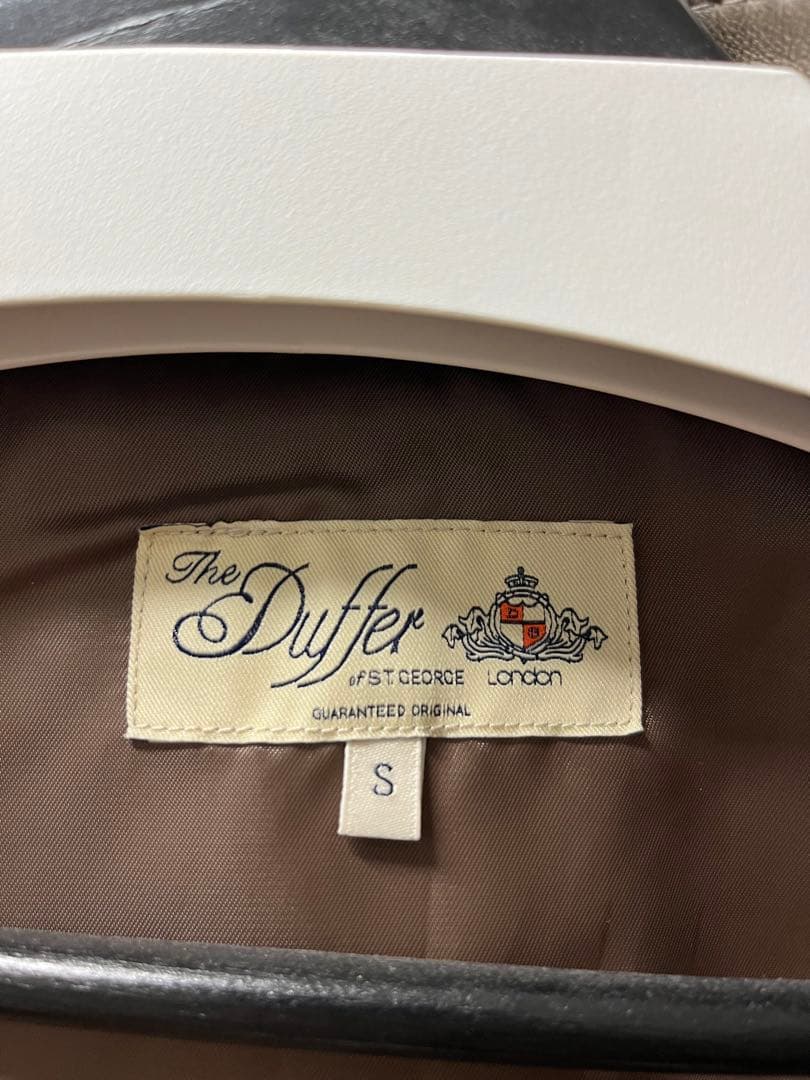 The Duffer
of ST. GEORGE London
GUARANTEED ORIGINAL
S